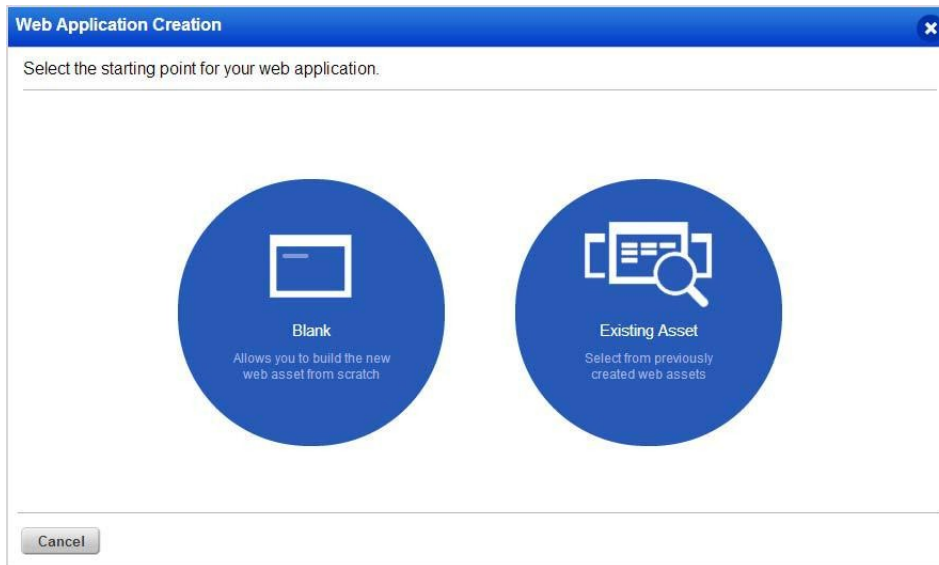 Web Application Creation
Select the starting point for your web application.
Blank
Allows you to build the new
web asset from scratch
Existing Asset
Select from previously
created web assets
Cancel